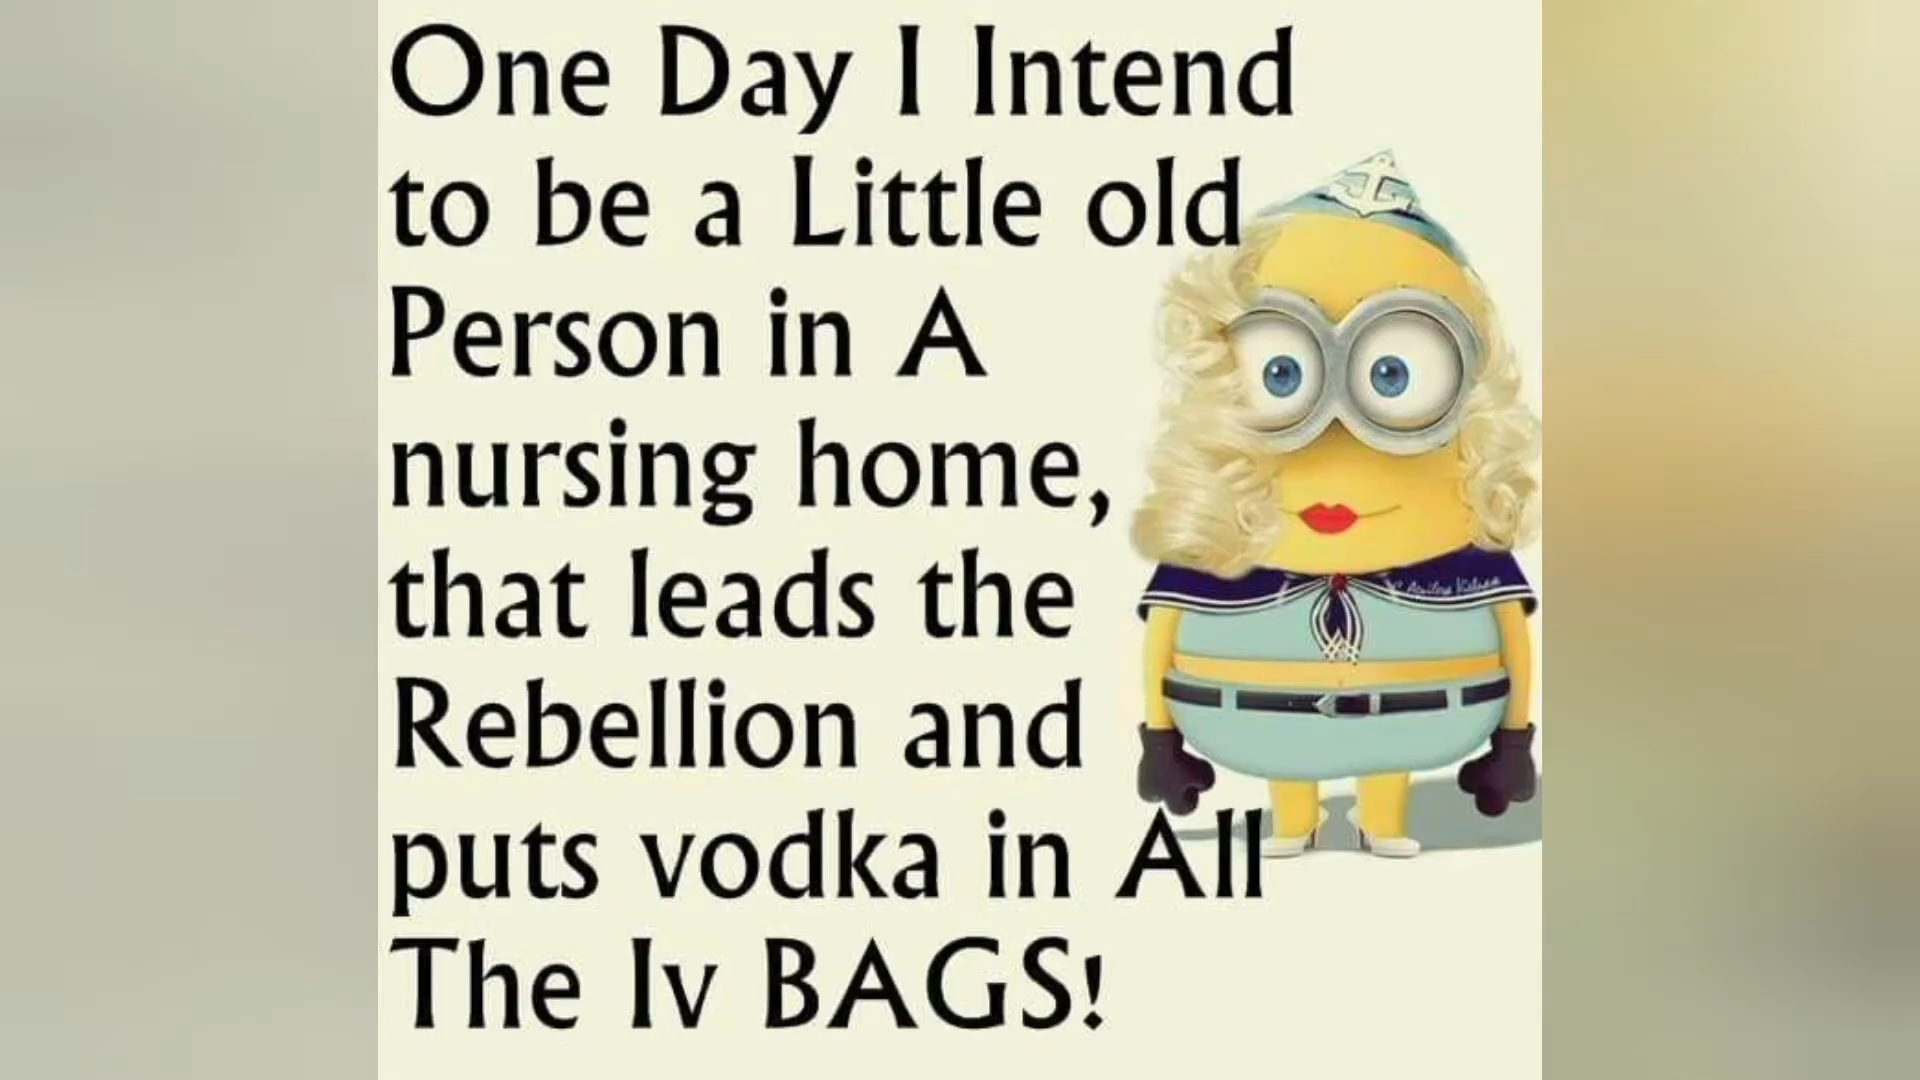 One Day I Intend
to be a Little old
Person in A
nursing home,
that leads the
Rebellion and
puts vodka in All
The Iv BAGS!